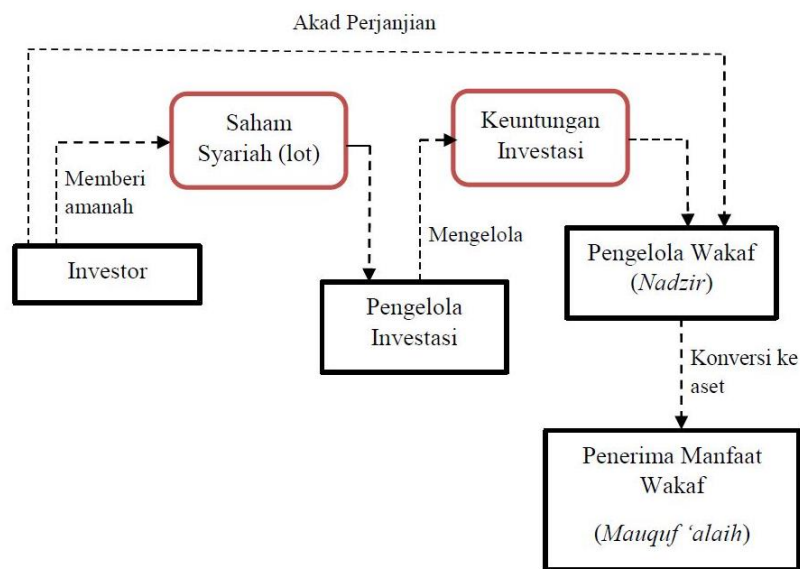 Akad Perjanjian
Saham
Syariah (lot)
Keuntungan
Investasi
Memberi
amanah
Mengelola
Investor
Pengelola
Investasi
Pengelola Wakaf
(Nadzir)
Konversi ke
aset
Penerima Manfaat
Wakaf
(Mauquf ‘alaih)